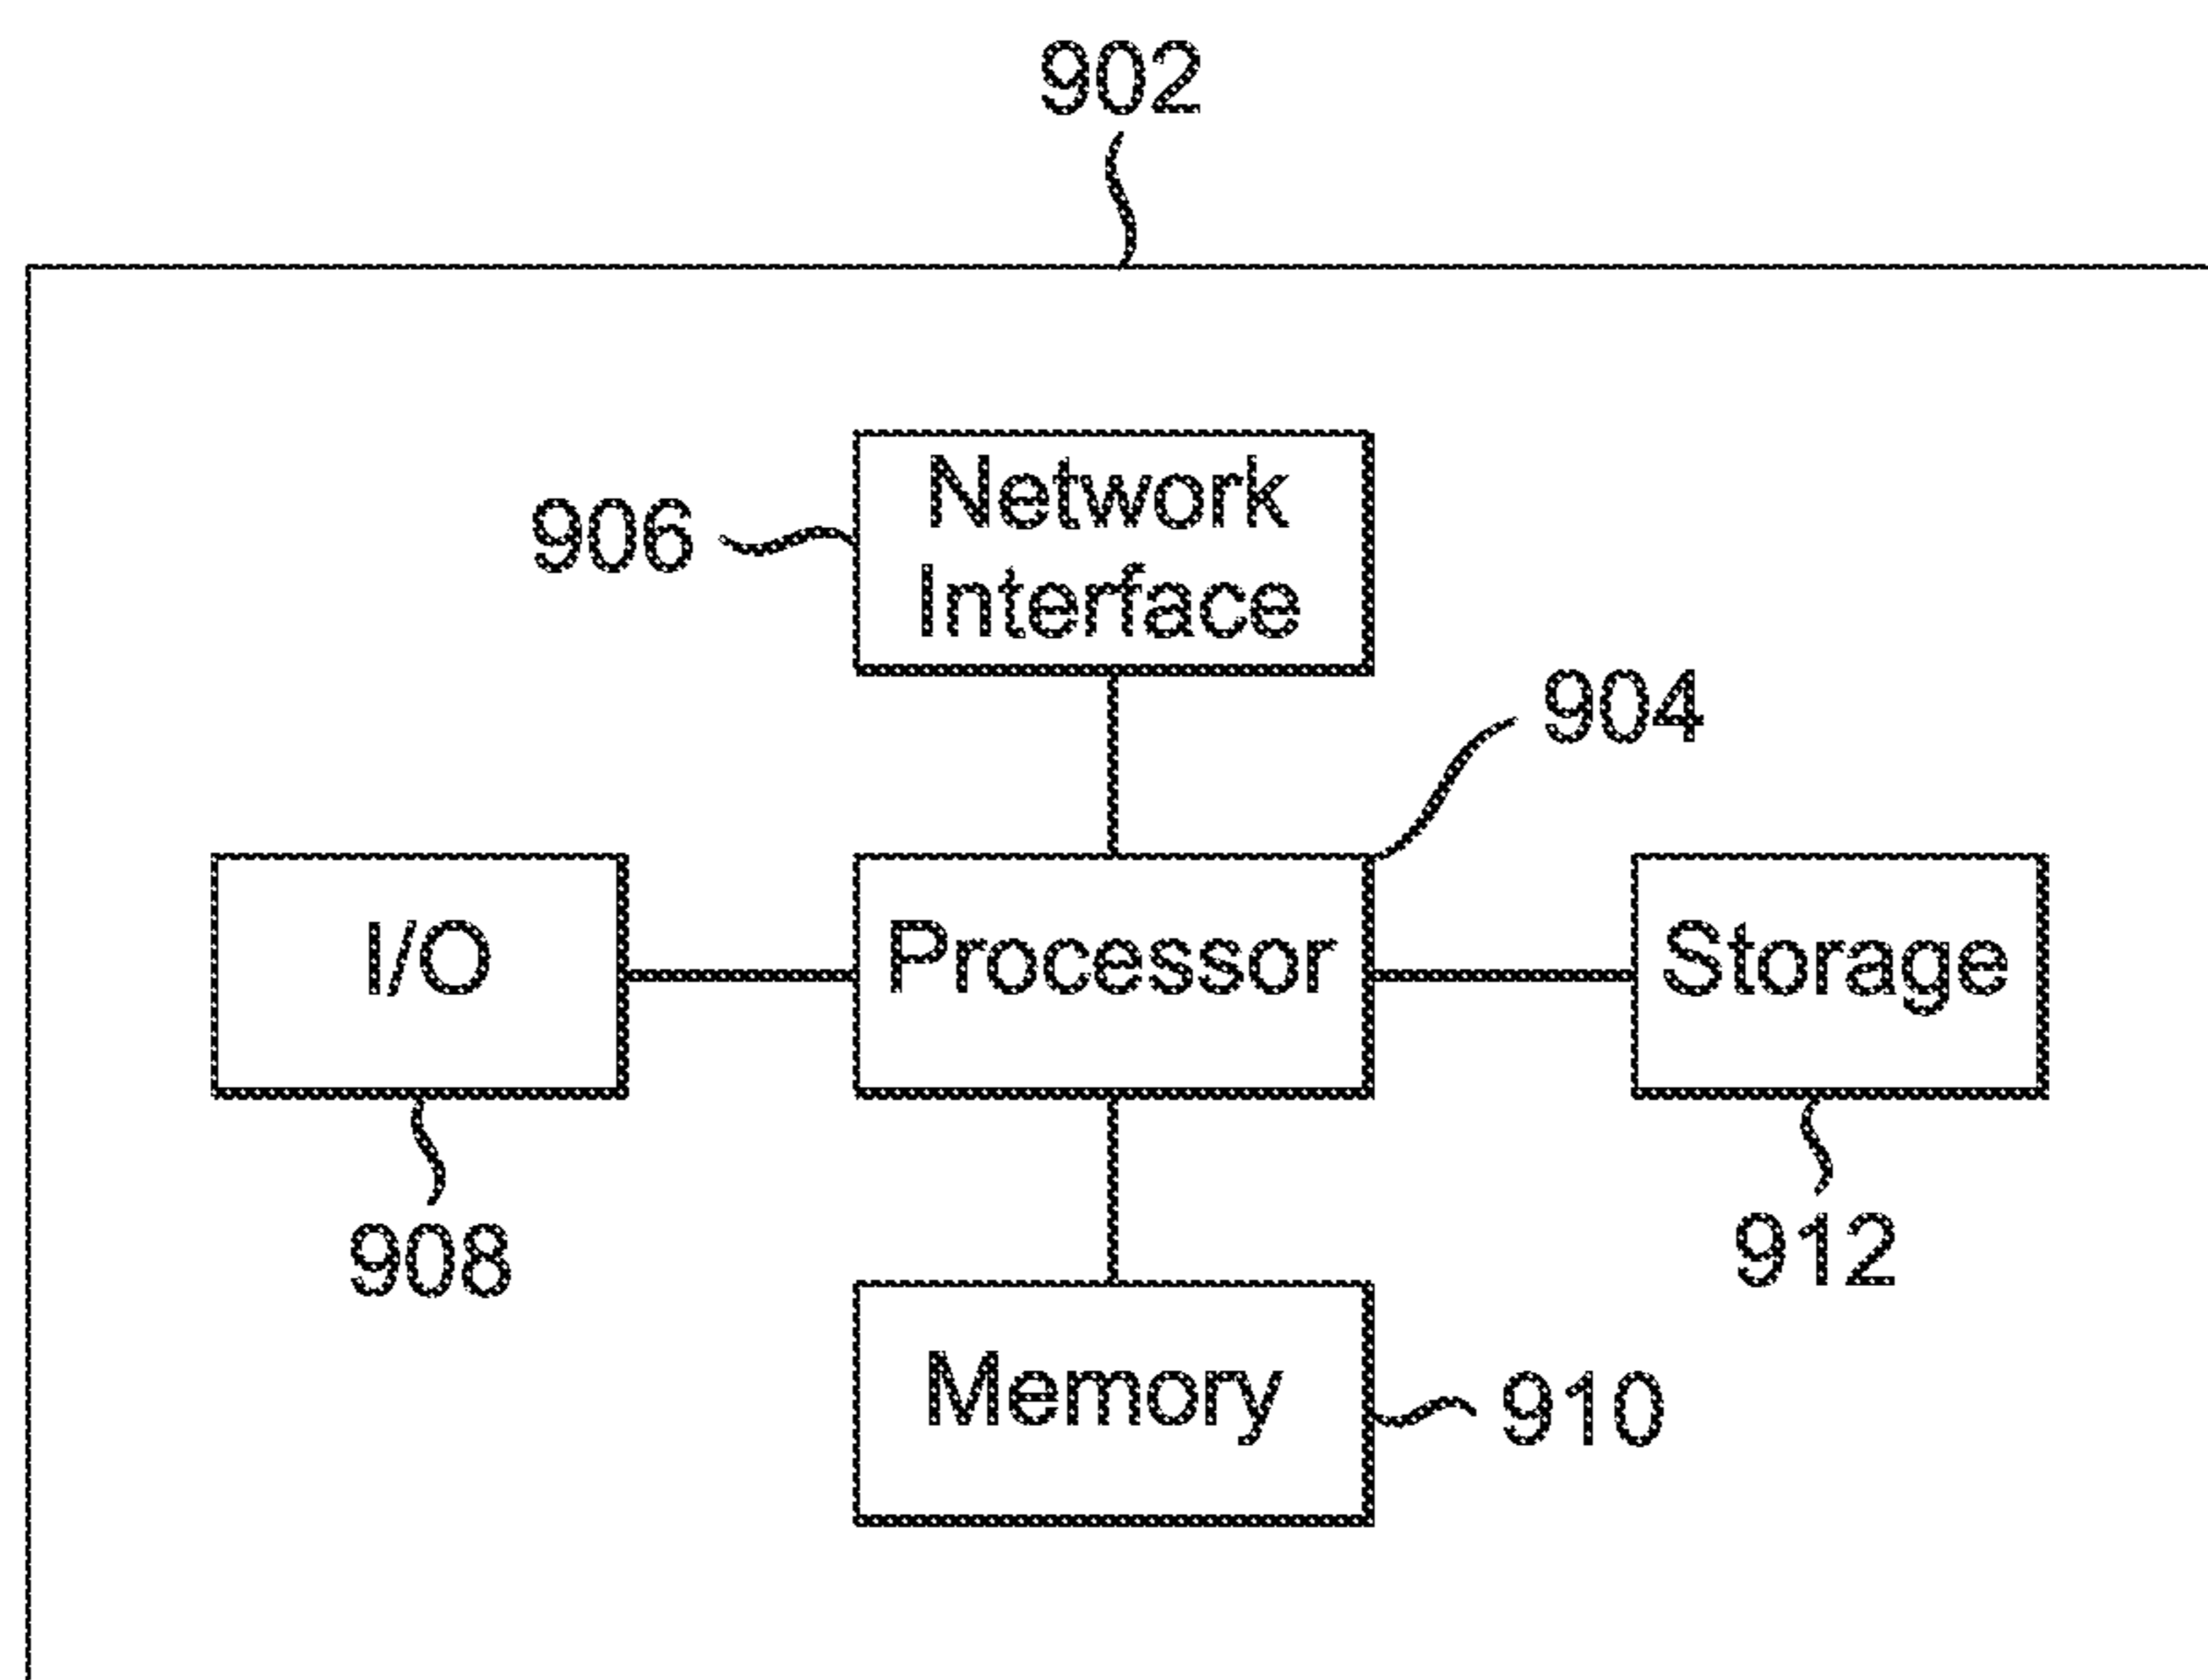 902
Network
906
Interface
904
I/O
Processor
Storage
908
912
Memory
910